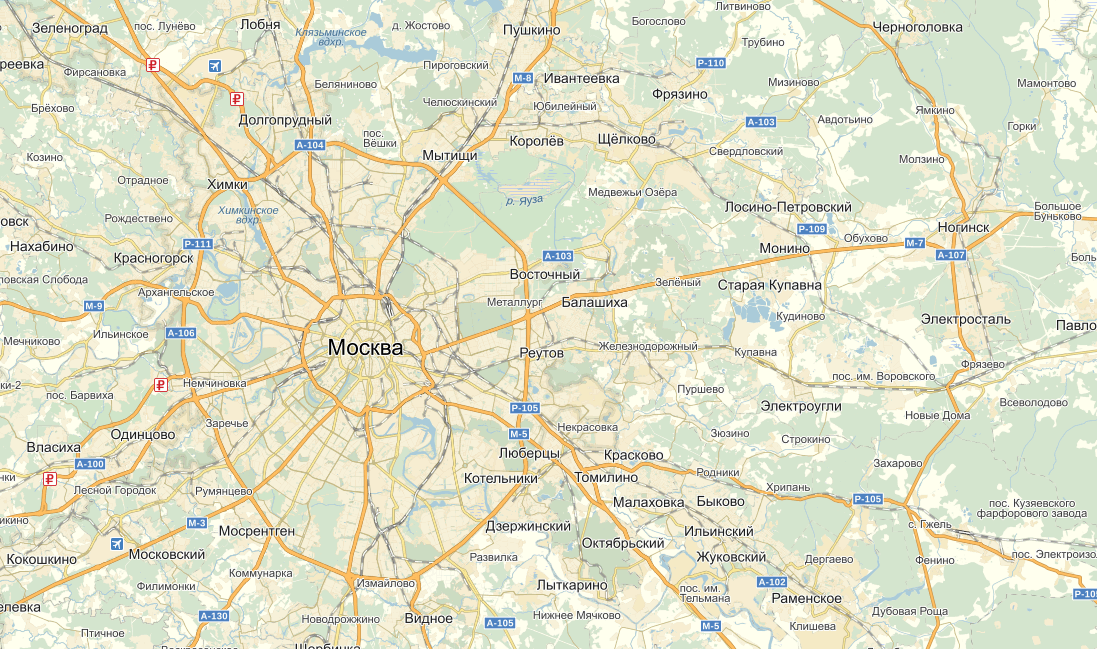 Литвиново
Зеленоград
пос. Лунёво
Лобня
Клязьминское
вдхр.
д. Жостово
Пушкино
Богослово
Черноголовка
Трубино
Фирсановка
Пироговский
М-8
Ивантеевка
Р-110
Беляниново
Мизиново
Мамонтово
Брёхово
Челюскинский
Юбилейный
Фрязино
Ямкино
Долгопрудный
пос.
Вёшки
А-103
Авдотьино
Горки
А-104
Королёв
Щёлково
Козино
Мытищи
Свердловский
Молзино
Отрадное
Химки
Медвежьи Озёра
р. Яуза
Рождествено
Химкинское
вдхр.
Лосино-Петровский
Большое
Буньково
Нахабино
Р-111
Р-109
Обухово
М-7
Ногинск
Монино
Красногорск
А-103
А-107
Восточный
Зелёный
Старая Купавна
Архангельское
М-9
Металлург
Балашиха
Кудиново
Электросталь
Ильинское
А-106
Мечниково
Москва
Реутов
Железнодорожный
Купавна
Фрязево
пос. им. Воровского
Немчиновка
пос. Барвиха
Пуршево
Электроугли
Всеволодово
Р-105
Новые Дома
Заречье
Одинцово
М-5
Некрасовка
Зюзино
Строкино
Власиха
Люберцы
Красково
А-100
Захарово
Родники
Котельники
Томилино
Лесной Городок
Румянцево
Хрипань
Р-105
Малаховка
Быково
пос. Кузяевского
фарфорового завода
М-3
Мосрентген
Дзержинский
Ильинский
с. Гжель
Октябрьский
Московский
Кокошкино
Развилка
Жуковский
Дергаево
Фенино
Коммунарка
Измайлово
Филимонки
Лыткарино
А-102
пос. им.
Тельмана
Раменское
А-130
Новодрожжино
Видное
А-105
Нижнее Мячково
М-5
Клишева
Дубовая Роща
Птичное